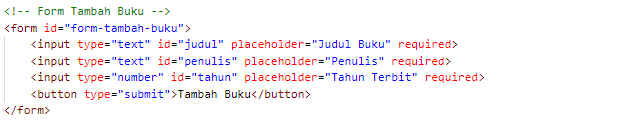 <!-- Form Tambah Buku -->
<form id="form-tambah-buku">
<input type="text" id="judul" placeholder="Judul Buku" required>
<input type="text" id="penulis" placeholder="Penulis" required>
<input type="number" id="tahun" placeholder="Tahun Terbit" required>
<button type="submit">Tambah Buku</button>
</form>